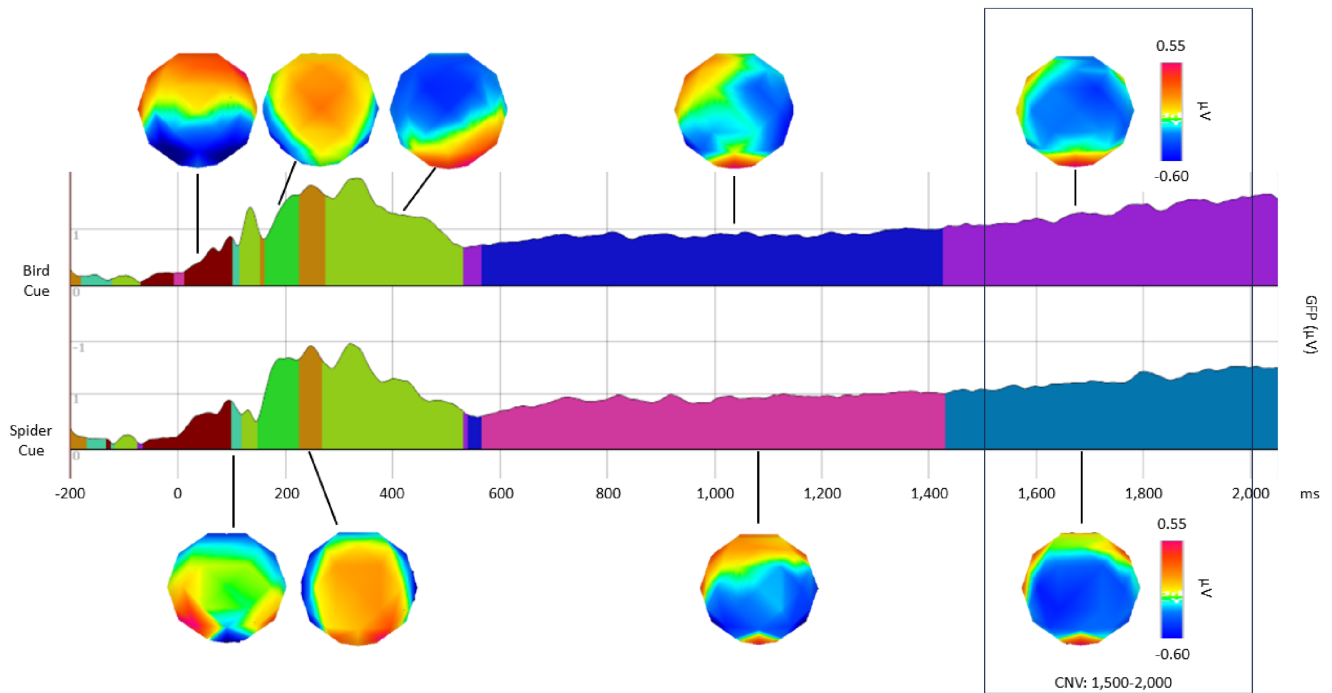 0.55
μV
-0.60
1
Bird
Cue
0
GFP (μV)
-1
1
Spider
Cue
0
-200 0 200 400 600 800 1,000 1,200 1,400 1,600 1,800 2,000 ms
0.55
μV
-0.60
CNV: 1,500-2,000